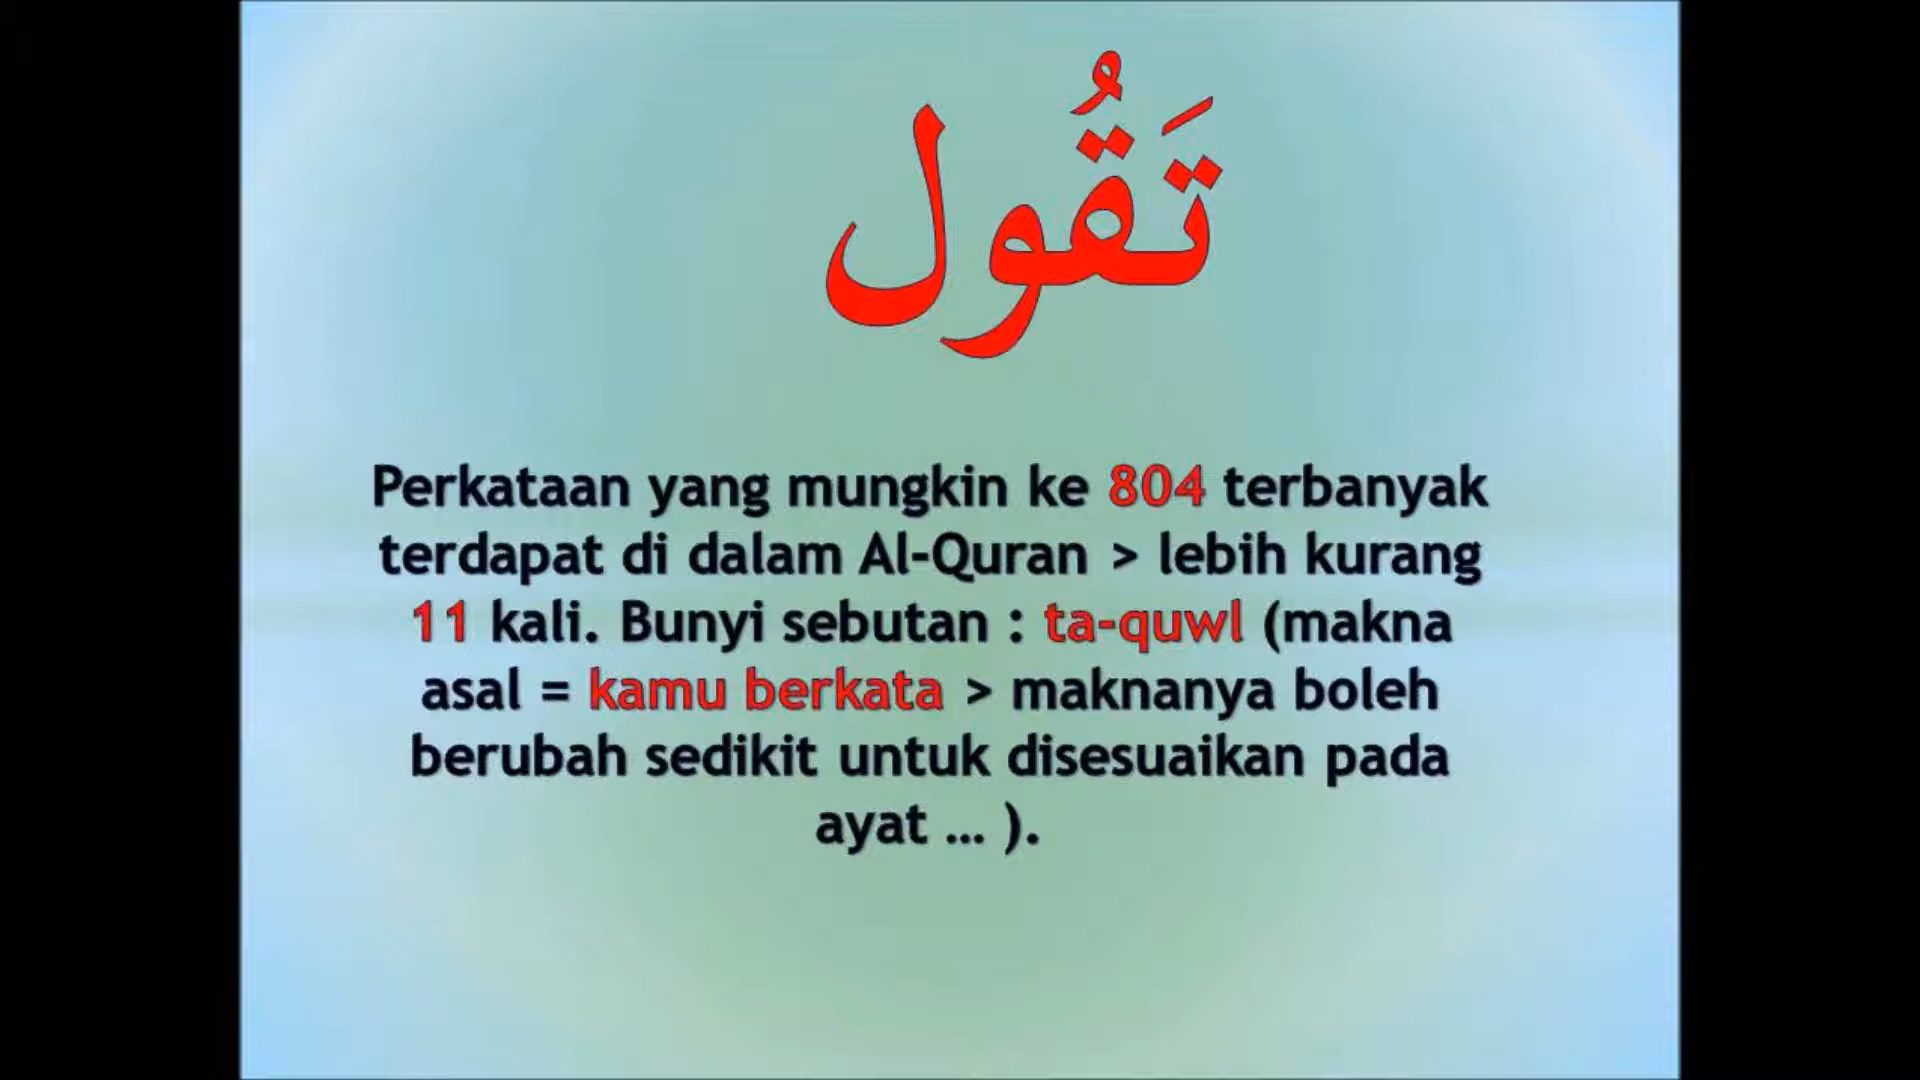 تَقُول
Perkataan yang mungkin ke 804 terbanyak
terdapat di dalam Al-Quran > lebih kurang
11 kali. Bunyi sebutan : ta-quwl (makna
asal = kamu berkata > maknanya boleh
berubah sedikit untuk disesuaikan pada
ayat ... ).